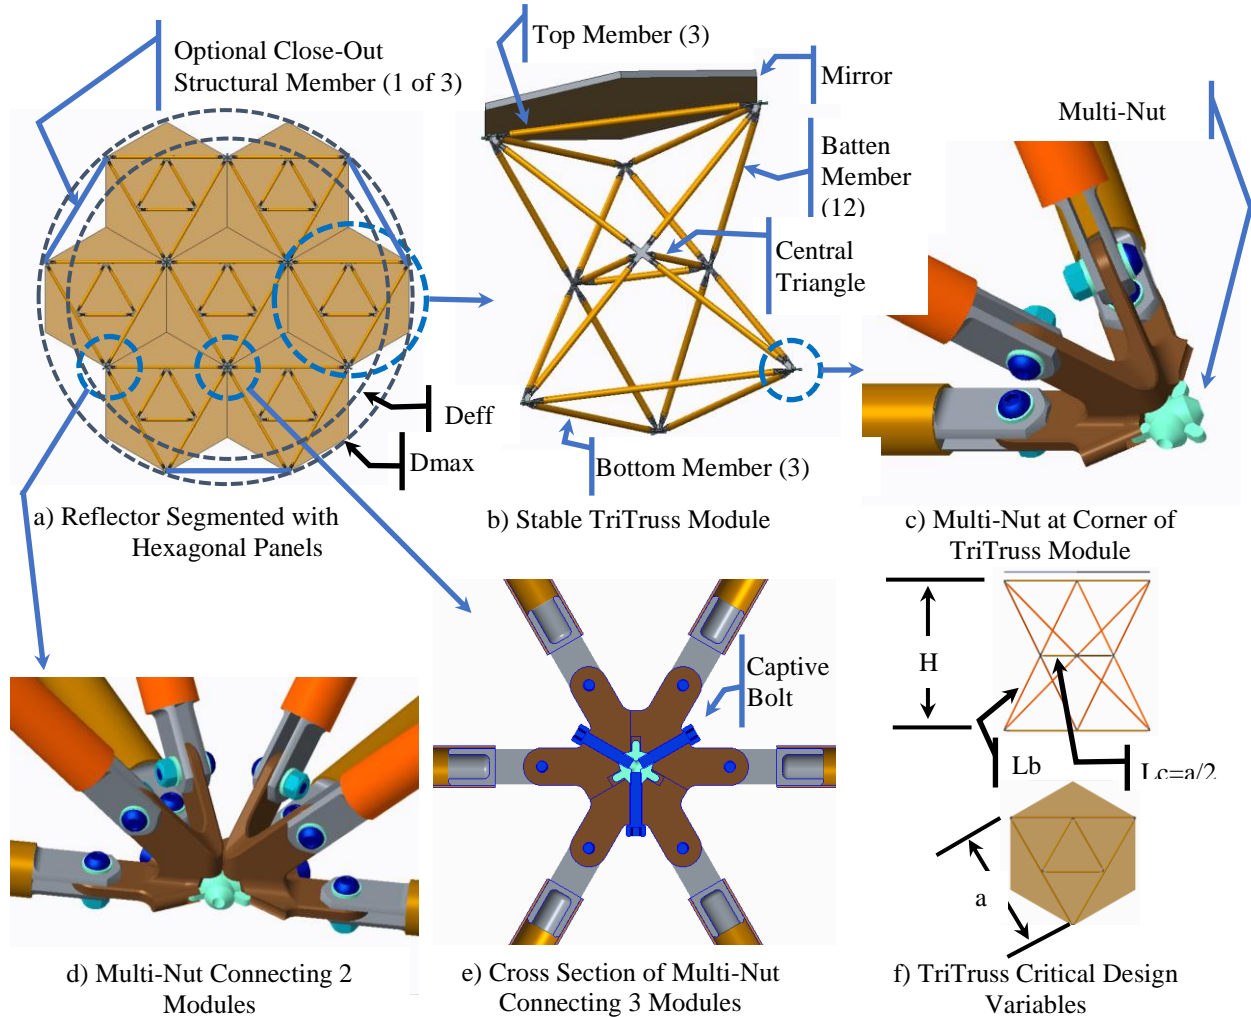 Optional Close-Out
Structural Member (1 of 3)
Deff
Dmax
a) Reflector Segmented with
Hexagonal Panels
Top Member (3)
Mirror
Batten
Member
(12)
Central
Triangle
Bottom Member (3)
b) Stable TriTruss Module
Multi-Nut
c) Multi-Nut at Corner of
TriTruss Module
d) Multi-Nut Connecting 2
Modules
Captive
Bolt
e) Cross Section of Multi-Nut
Connecting 3 Modules
H
Lb
Lc=a/2
a
f) TriTruss Critical Design
Variables